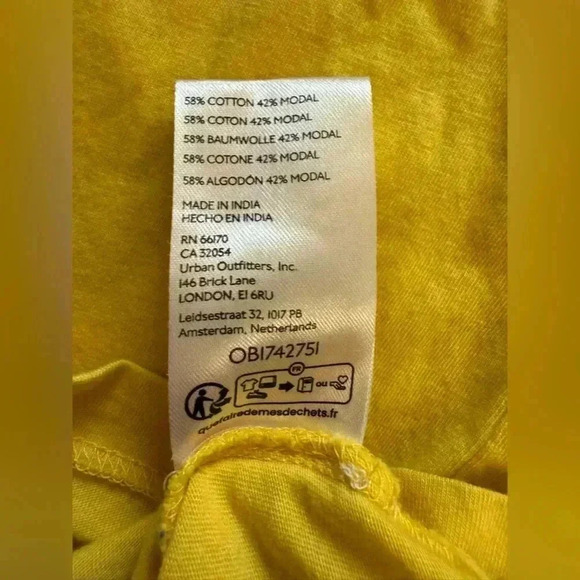 58% COTTON 42% MODAL
58% COTON 42% MODAL
58% BAUMWOLLE 42% MODAL
58% COTONE 42% MODAL
58% ALGODÓN 42% MODAL
MADE IN INDIA
HECHO EN INDIA
RN 66170
CA 32054
Urban Outfitters, Inc.
146 Brick Lane
LONDON, E1 6RU
Leidsestraat 32, 1017 PB
Amsterdam, Netherlands
OB1742751
FR
ou
quefairedemesdechets.fr